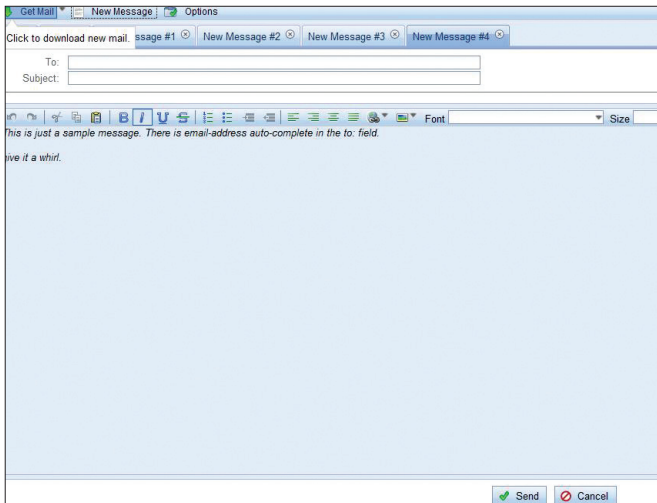 Get Mail New Message Options
Click to download new mail. ssage #1 New Message #2 New Message #3 New Message #4
To:
Subject:
B I U S Font Size
This is just a sample message. There is email-address auto-complete in the to: field.
ive it a whirl.
Send Cancel